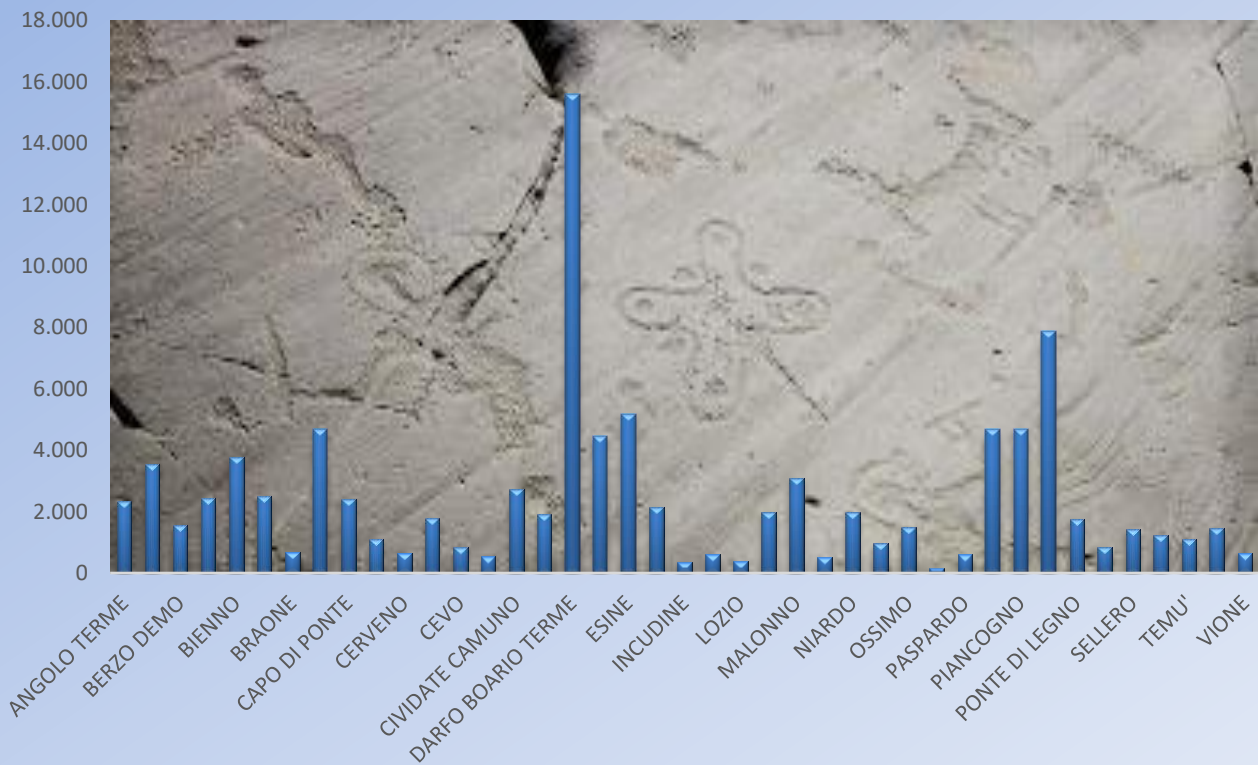 18.000
16.000
14.000
12.000
10.000
8.000
6.000
4.000
2.000
0
ANGOLO TERME
BERZO DEMO
BIENNO
BRAONE
CAPO DI PONTE
CERVENO
CEVO
CIVIDATE CAMUNO
DARFO BOARIO TERME
ESINE
INCUDINE
LOZIO
MALONNO
NIARDO
OSSIMO
PASPARDO
PIANCOGNO
PONTE DI LEGNO
SELLERO
TEMU'
VIONE